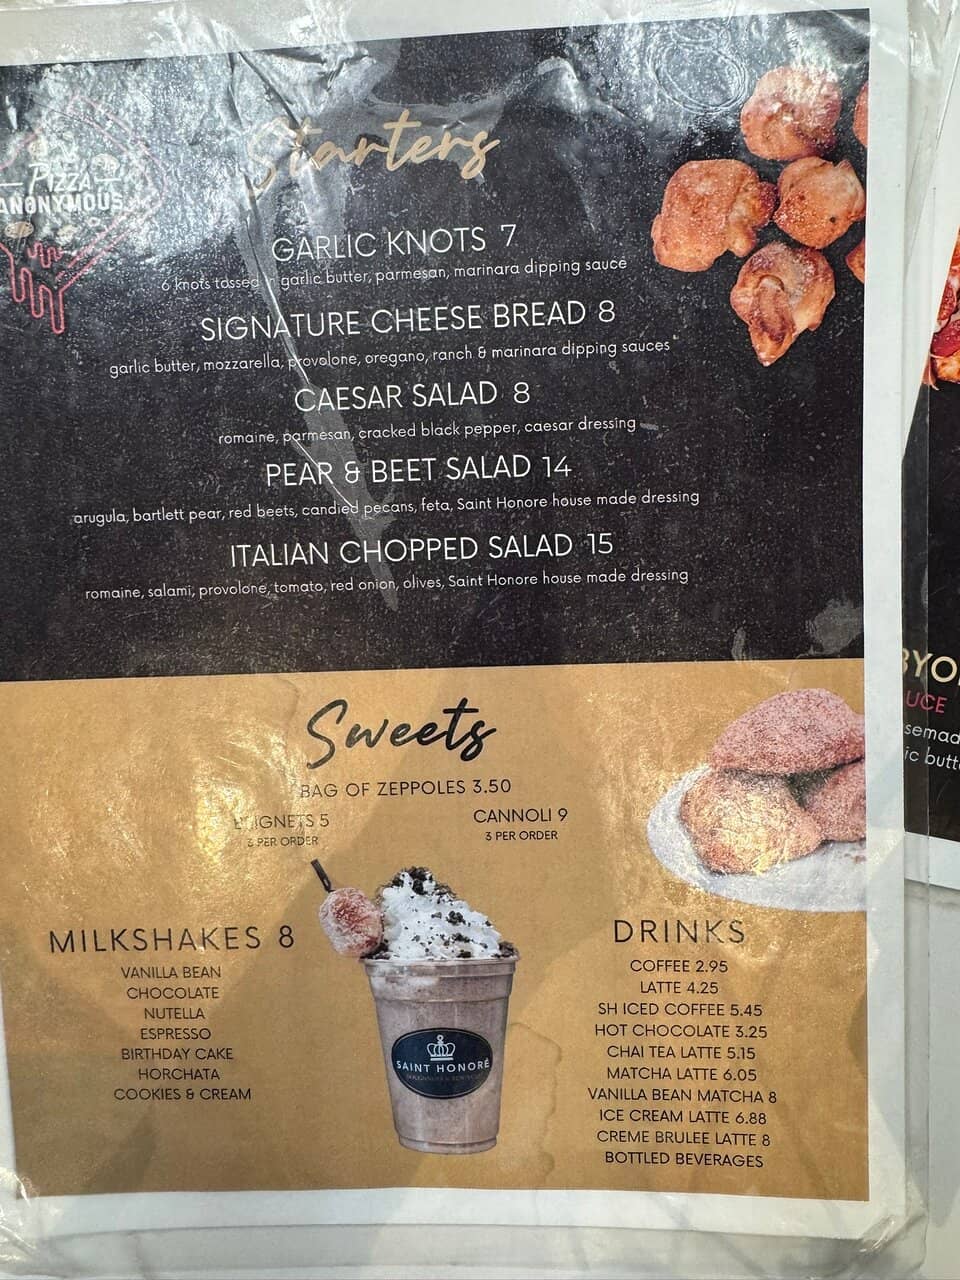 Pizza
ANONYMOUS
Starters
GARLIC KNOTS 7
6 knots tossed in garlic butter, parmesan, marinara dipping sauce
SIGNATURE CHEESE BREAD 8
garlic butter, mozzarella, provolone, oregano, ranch & marinara dipping sauces
CAESAR SALAD 8
romaine, parmesan, cracked black pepper, caesar dressing
PEAR & BEET SALAD 14
arugula, bartlett pear, red beets, candied pecans, feta, Saint Honore house made dressing
ITALIAN CHOPPED SALAD 15
romaine, salami, provolone, tomato, red onion, olives, Saint Honore house made dressing
Sweets
BAG OF ZEPPOLES 3.50
BEIGNETS 5
3 PER ORDER
CANNOLI 9
3 PER ORDER
MILKSHAKES 8
VANILLA BEAN
CHOCOLATE
NUTELLA
ESPRESSO
BIRTHDAY CAKE
HORCHATA
COOKIES & CREAM
SAINT HONORÉ
DRINKS
COFFEE 2.95
LATTE 4.25
SH ICED COFFEE 5.45
HOT CHOCOLATE 3.25
CHAI TEA LATTE 5.15
MATCHA LATTE 6.05
VANILLA BEAN MATCHA 8
ICE CREAM LATTE 6.88
CREME BRULEE LATTE 8
BOTTLED BEVERAGES
BYO
UCE
semad
ic butt